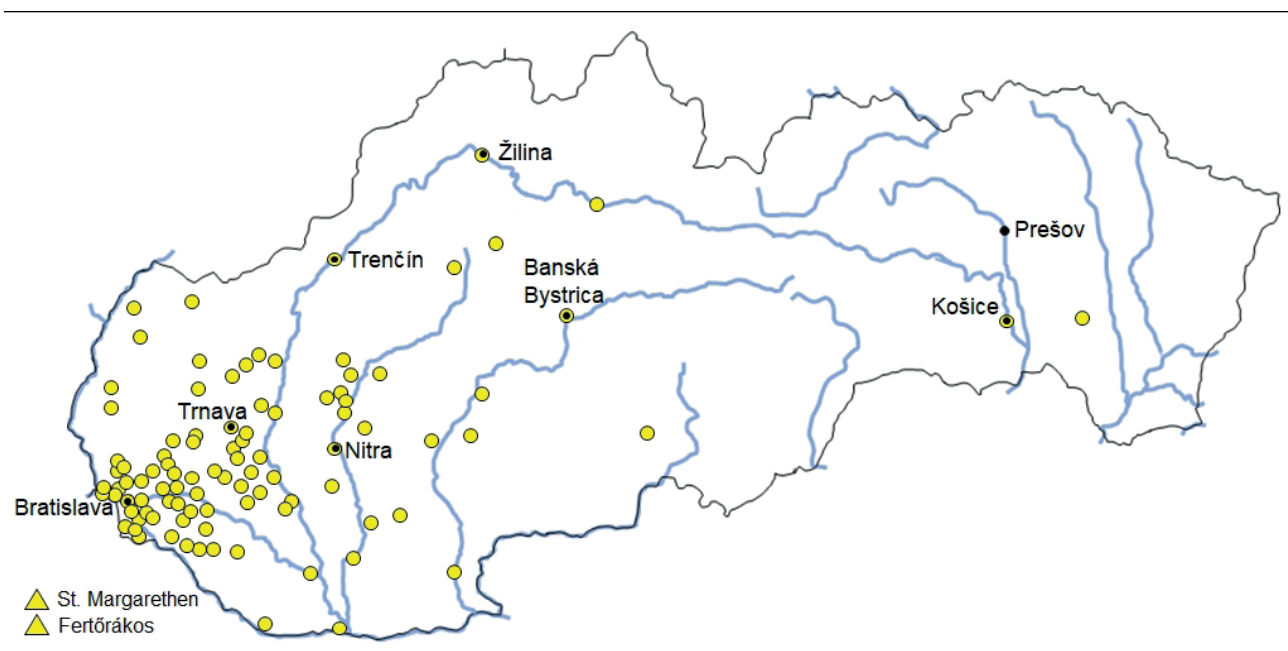 Žilina
Prešov
Trenčín
Banská
Bystrica
Košice
Trnava
Nitra
Bratislava
St. Margarethen
Fertőrákos